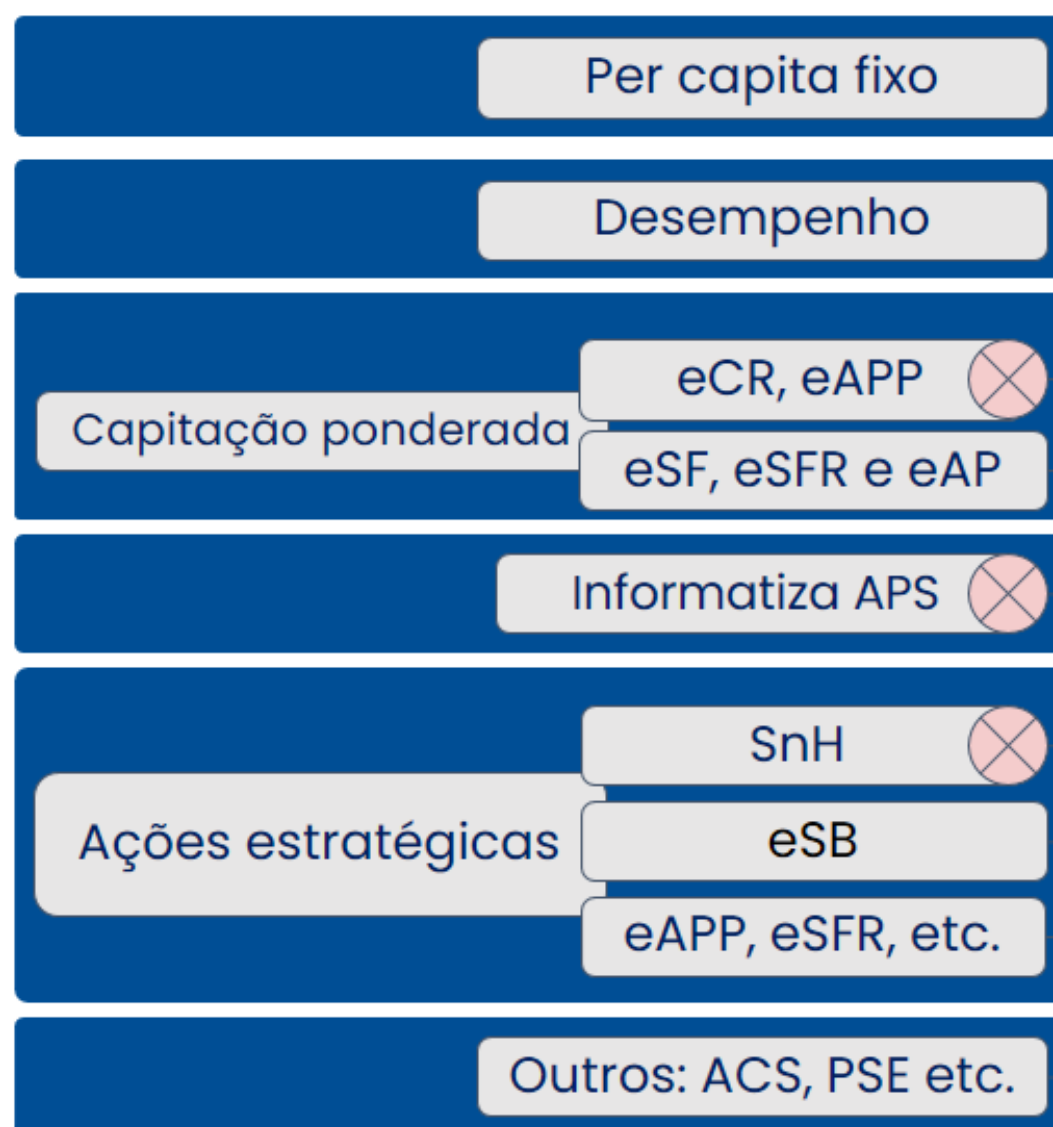 Per capita fixo
Desempenho
Capitação ponderada
eCR, eAPP
eSF, eSFR e eAP
Informatiza APS
Ações estratégicas
SnH
eSB
eAPP, eSFR, etc.
Outros: ACS, PSE etc.